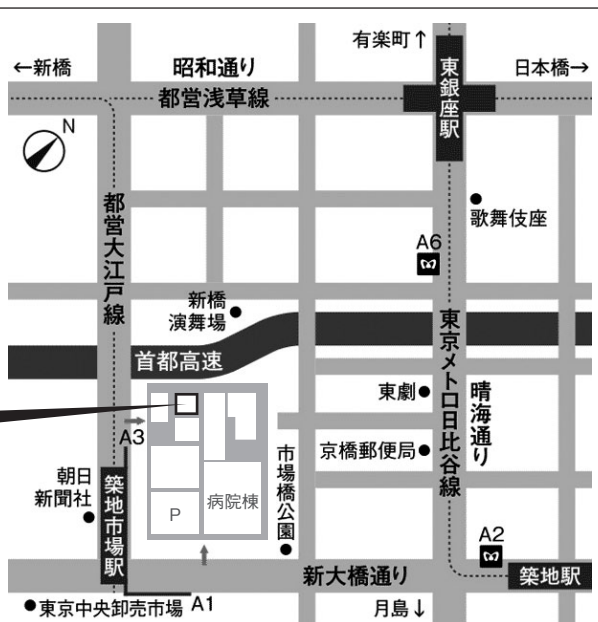 有楽町↑
←新橋
昭和通り
日本橋→
都営浅草線
東銀座駅
N
都営大江戸線
歌舞伎座
A6
新橋
演舞場
首都高速
東京メトロ日比谷線
晴海通り
東劇
京橋郵便局
A3
市場橋公園
朝日
新聞社
築地市場駅
P
病院棟
A2
新大橋通り
築地駅
東京中央卸売市場
A1
月島↓